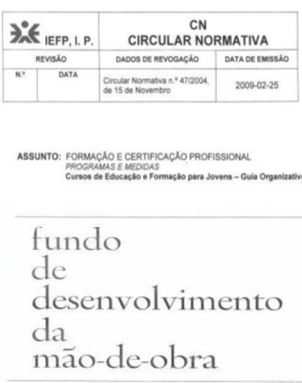 IEFP, I. P.
CN
CIRCULAR NORMATIVA
REVISÃO
DADOS DE REVOGAÇÃO
DATA DE EMISSÃO
N.º
DATA
Circular Normativa n.º 47/2004,
de 15 de Novembro
2009-02-25
ASSUNTO: FORMAÇÃO E CERTIFICAÇÃO PROFISSIONAL
PROGRAMAS E MEDIDAS
Cursos de Educação e Formação para Jovens – Guia Organizativo
fundo
de
desenvolvimento
da
mão-de-obra